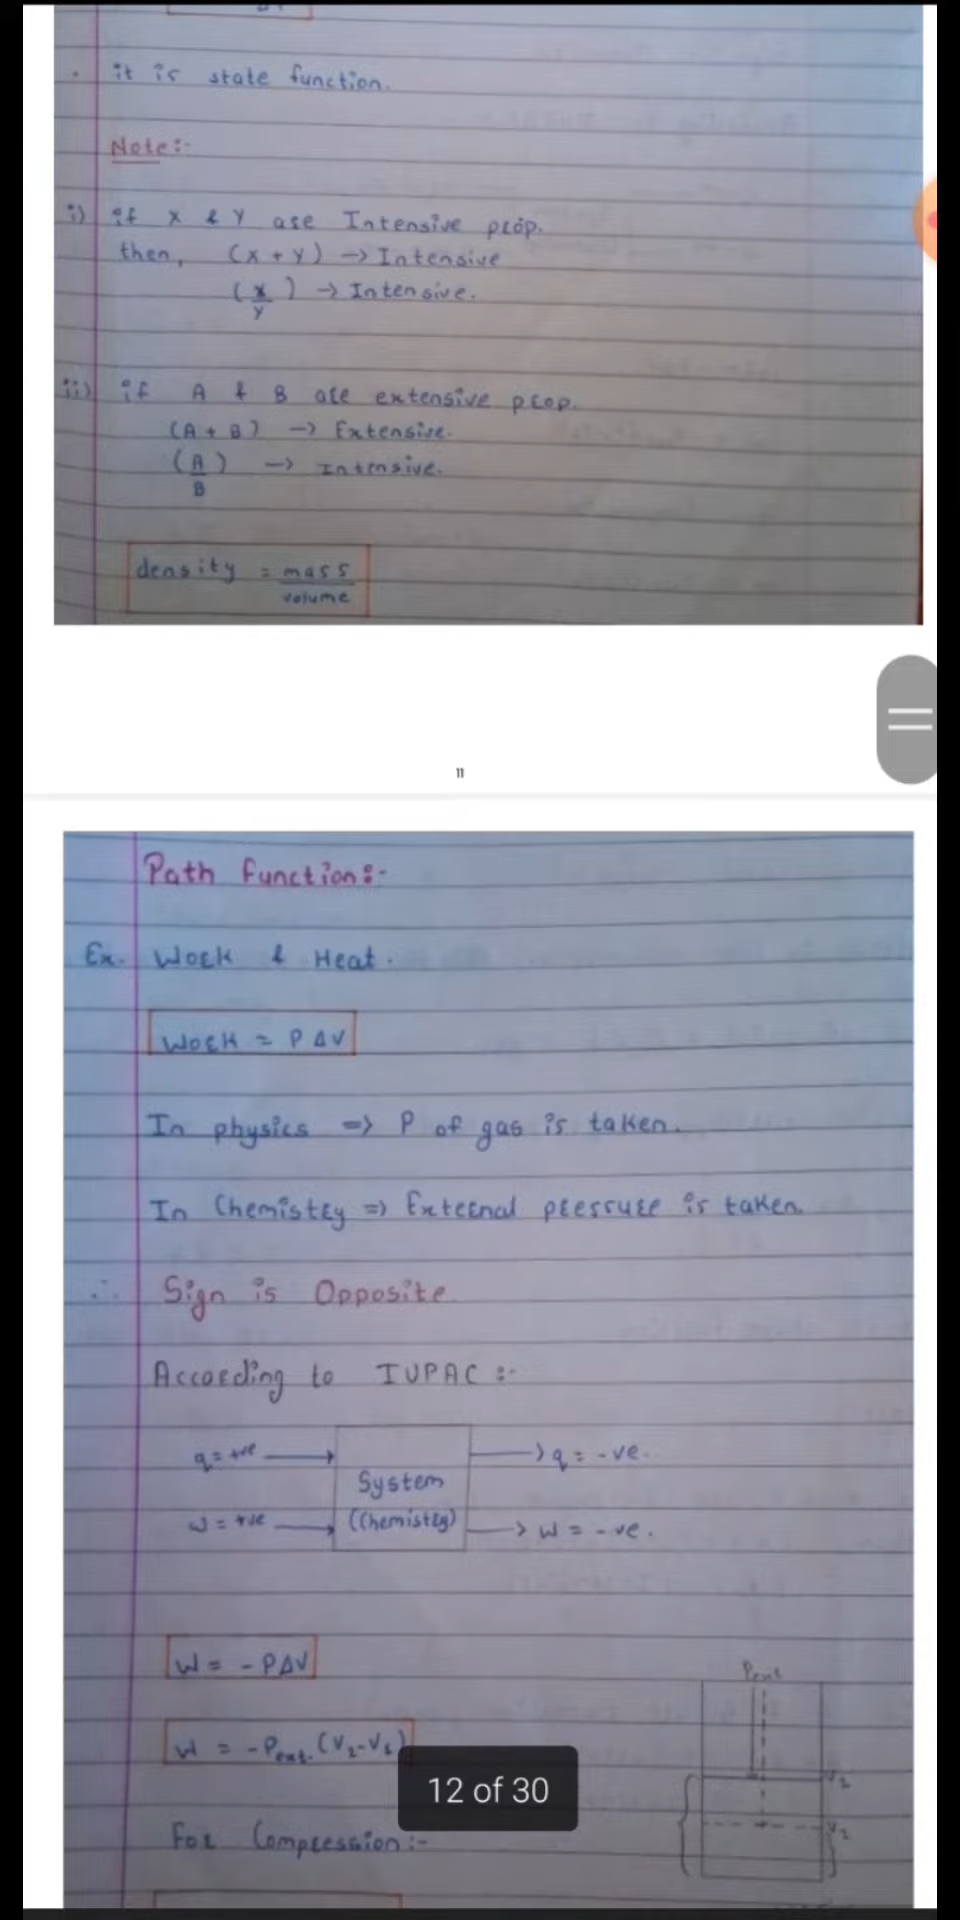 . it is state function.
Note:-
i) if X & Y are Intensive prop.
then, (X + Y) -> Intensive
(X/Y) -> Intensive.
ii) if A & B are extensive prop.
(A + B) -> Extensive.
(A/B) -> Intensive.
density = mass/volume
11
Path function:-
Ex. Work & Heat.
Work = P ΔV
In physics => P of gas is taken.
In Chemistry => External pressure is taken.
∴ Sign is Opposite.
According to IUPAC :-
q = +ve → System → q = -ve.
w = +ve → (Chemistry) → w = -ve.
W = - PΔV
W = - Pext. (V2-V1)
Pext
V2
12 of 30
For Compression:-